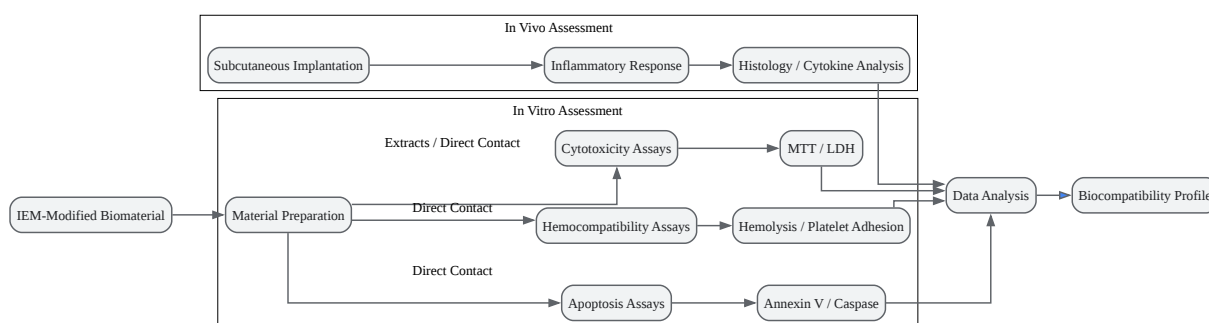 In Vivo Assessment
Subcutaneous Implantation
Inflammatory Response
Histology / Cytokine Analysis
In Vitro Assessment
Extracts / Direct Contact
Cytotoxicity Assays
MTT / LDH
IEM-Modified Biomaterial
Material Preparation
Direct Contact
Hemocompatibility Assays
Hemolysis / Platelet Adhesion
Data Analysis
Biocompatibility Profile
Direct Contact
Apoptosis Assays
Annexin V / Caspase